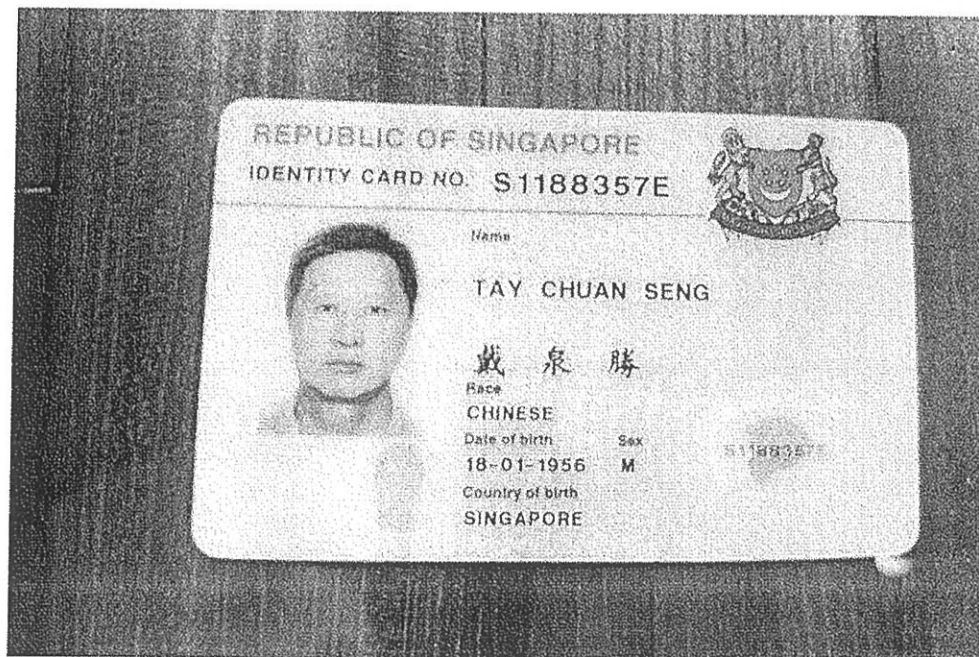 REPUBLIC OF SINGAPORE
IDENTITY CARD NO. S1188357E
Name
TAY CHUAN SENG
戴 泉 勝
Race
CHINESE
Date of birth Sex
18-01-1956 M
S1188357E
Country of birth
SINGAPORE